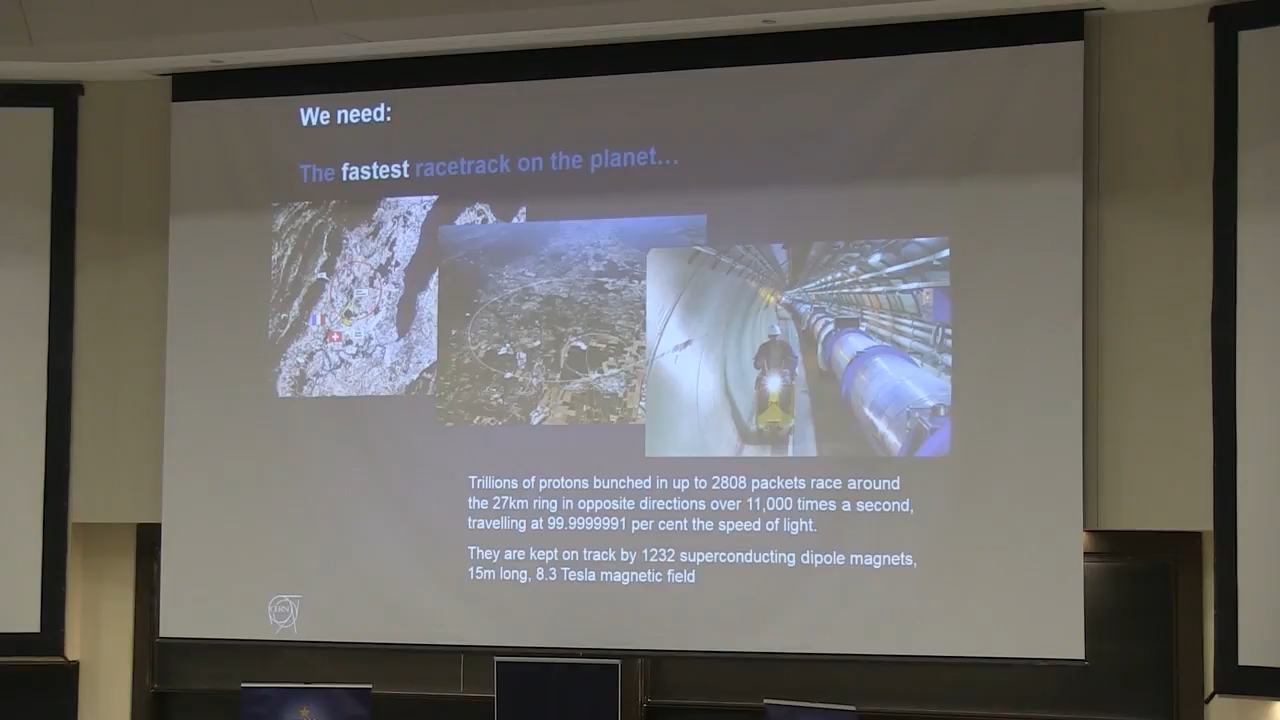 We need:
The fastest racetrack on the planet...
Trillions of protons bunched in up to 2808 packets race around
the 27km ring in opposite directions over 11,000 times a second,
travelling at 99.9999991 per cent the speed of light.
They are kept on track by 1232 superconducting dipole magnets,
15m long, 8.3 Tesla magnetic field
CERN